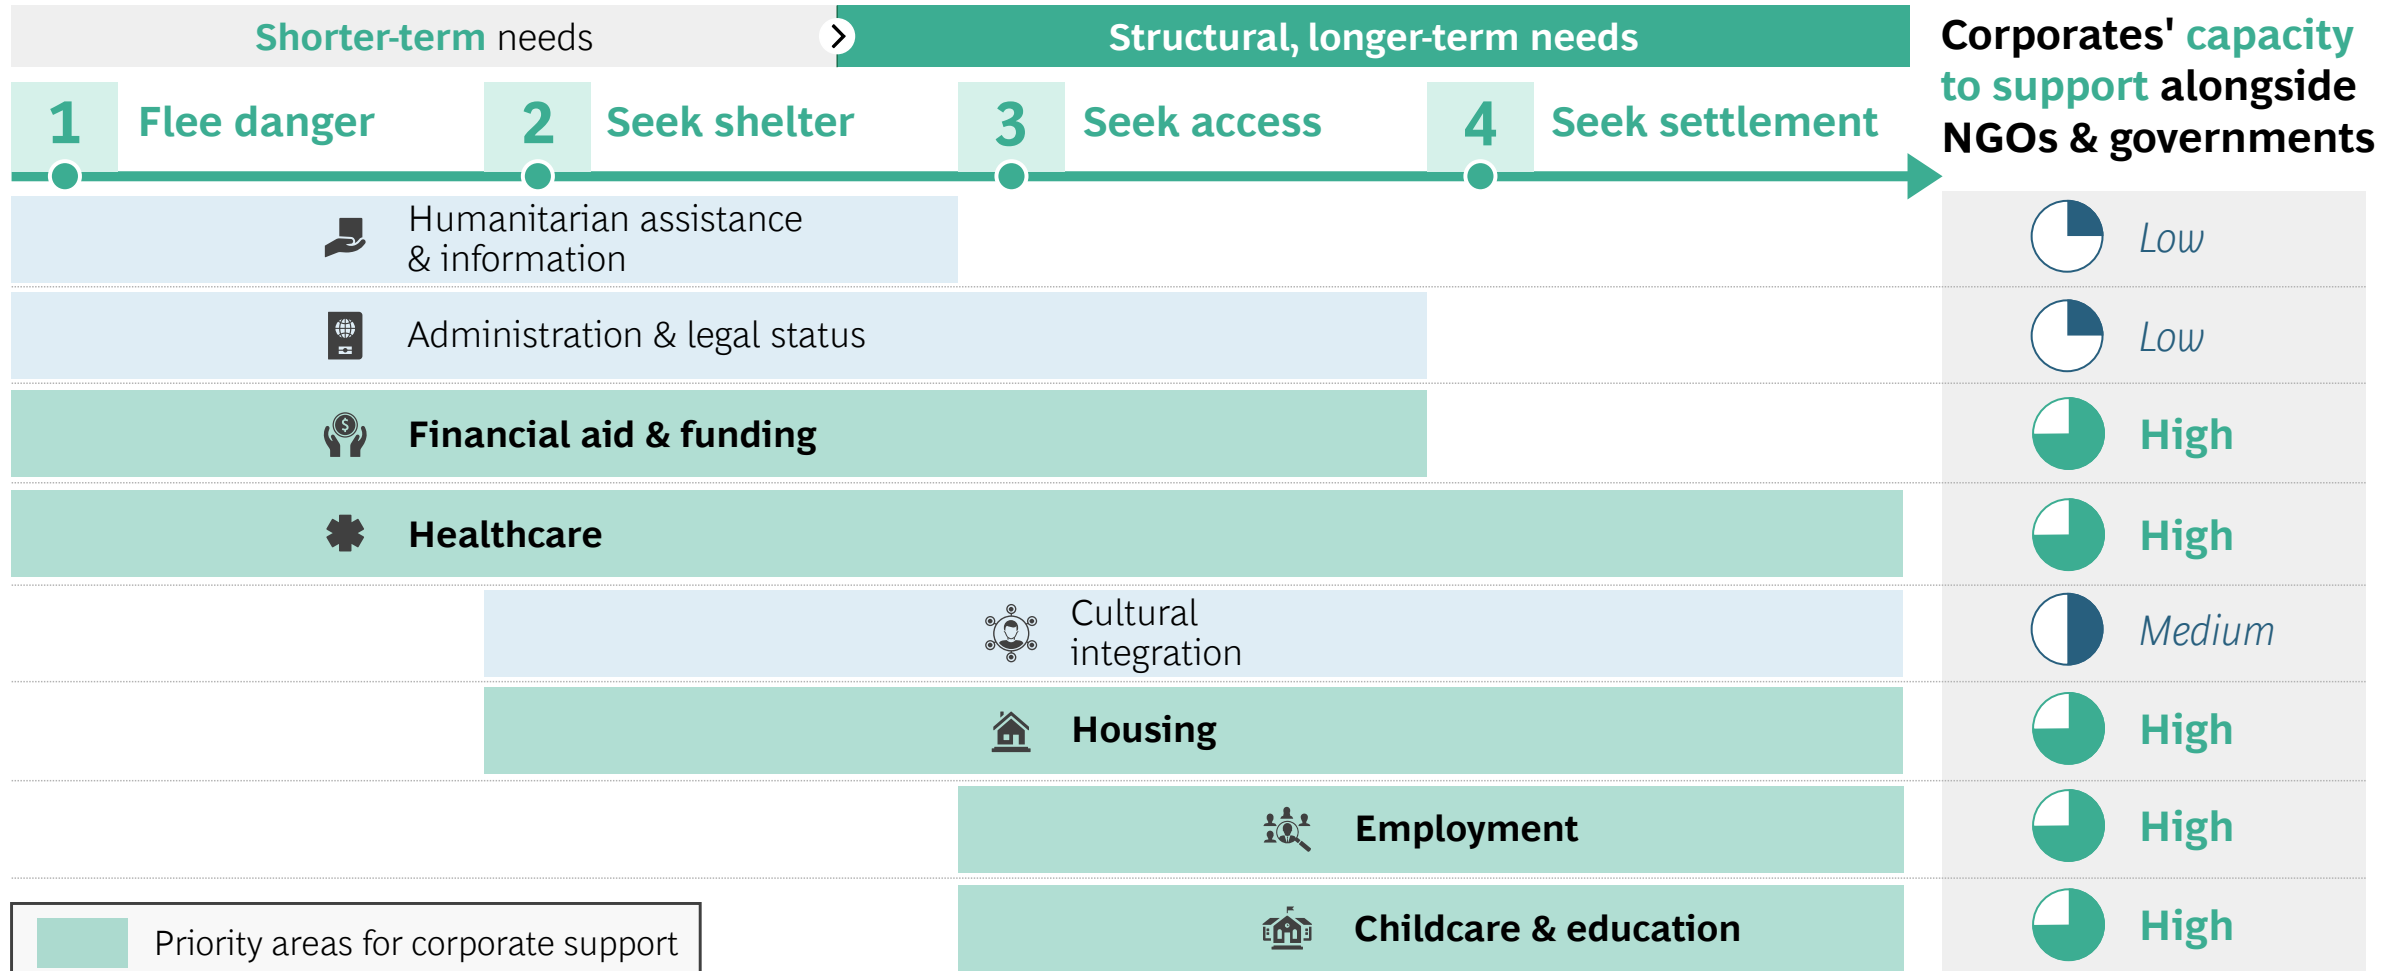 Shorter-term needs
Structural, longer-term needs
Corporates' capacity
to support alongside
NGOs & governments
1 Flee danger
2 Seek shelter
3 Seek access
4 Seek settlement
Humanitarian assistance
& information
Low
Administration & legal status
Low
$
Financial aid & funding
High
Healthcare
High
Cultural
integration
Medium
Housing
High
Employment
High
Childcare & education
High
Priority areas for corporate support